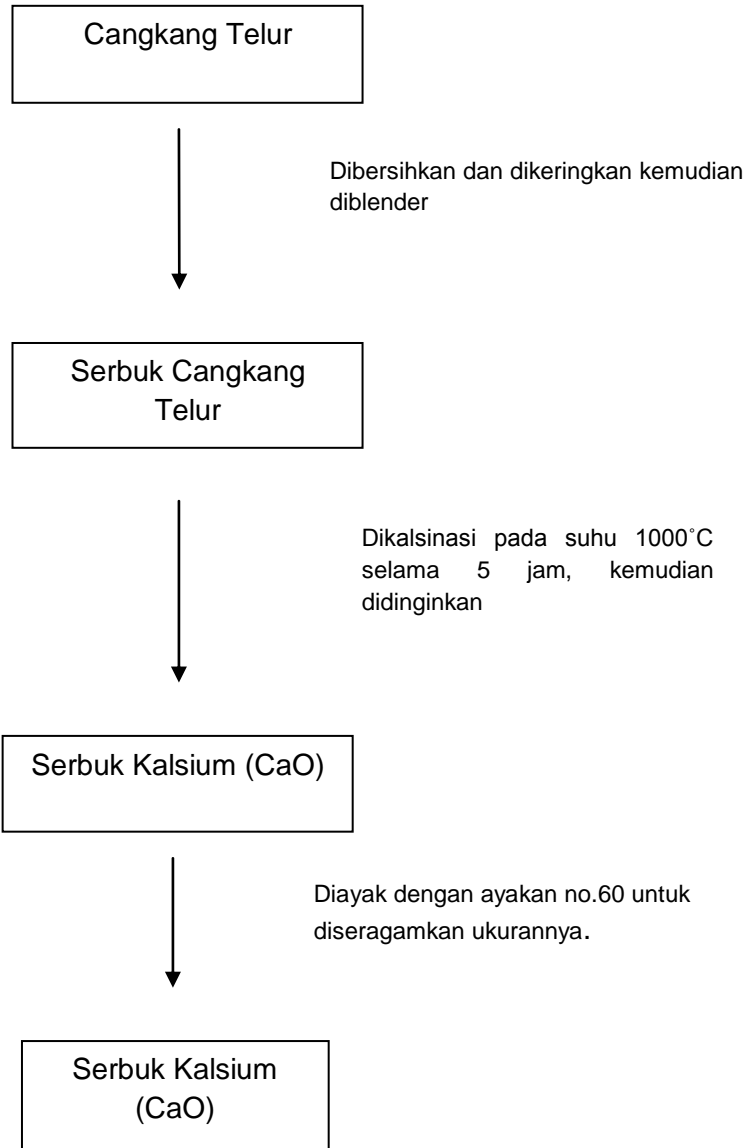 Cangkang Telur
Dibersihkan dan dikeringkan kemudian
diblender
Serbuk Cangkang
Telur
Dikalsinasi pada suhu 1000˚C
selama 5 jam, kemudian
didinginkan
Serbuk Kalsium (CaO)
Diayak dengan ayakan no.60 untuk
diseragamkan ukurannya.
Serbuk Kalsium
(CaO)